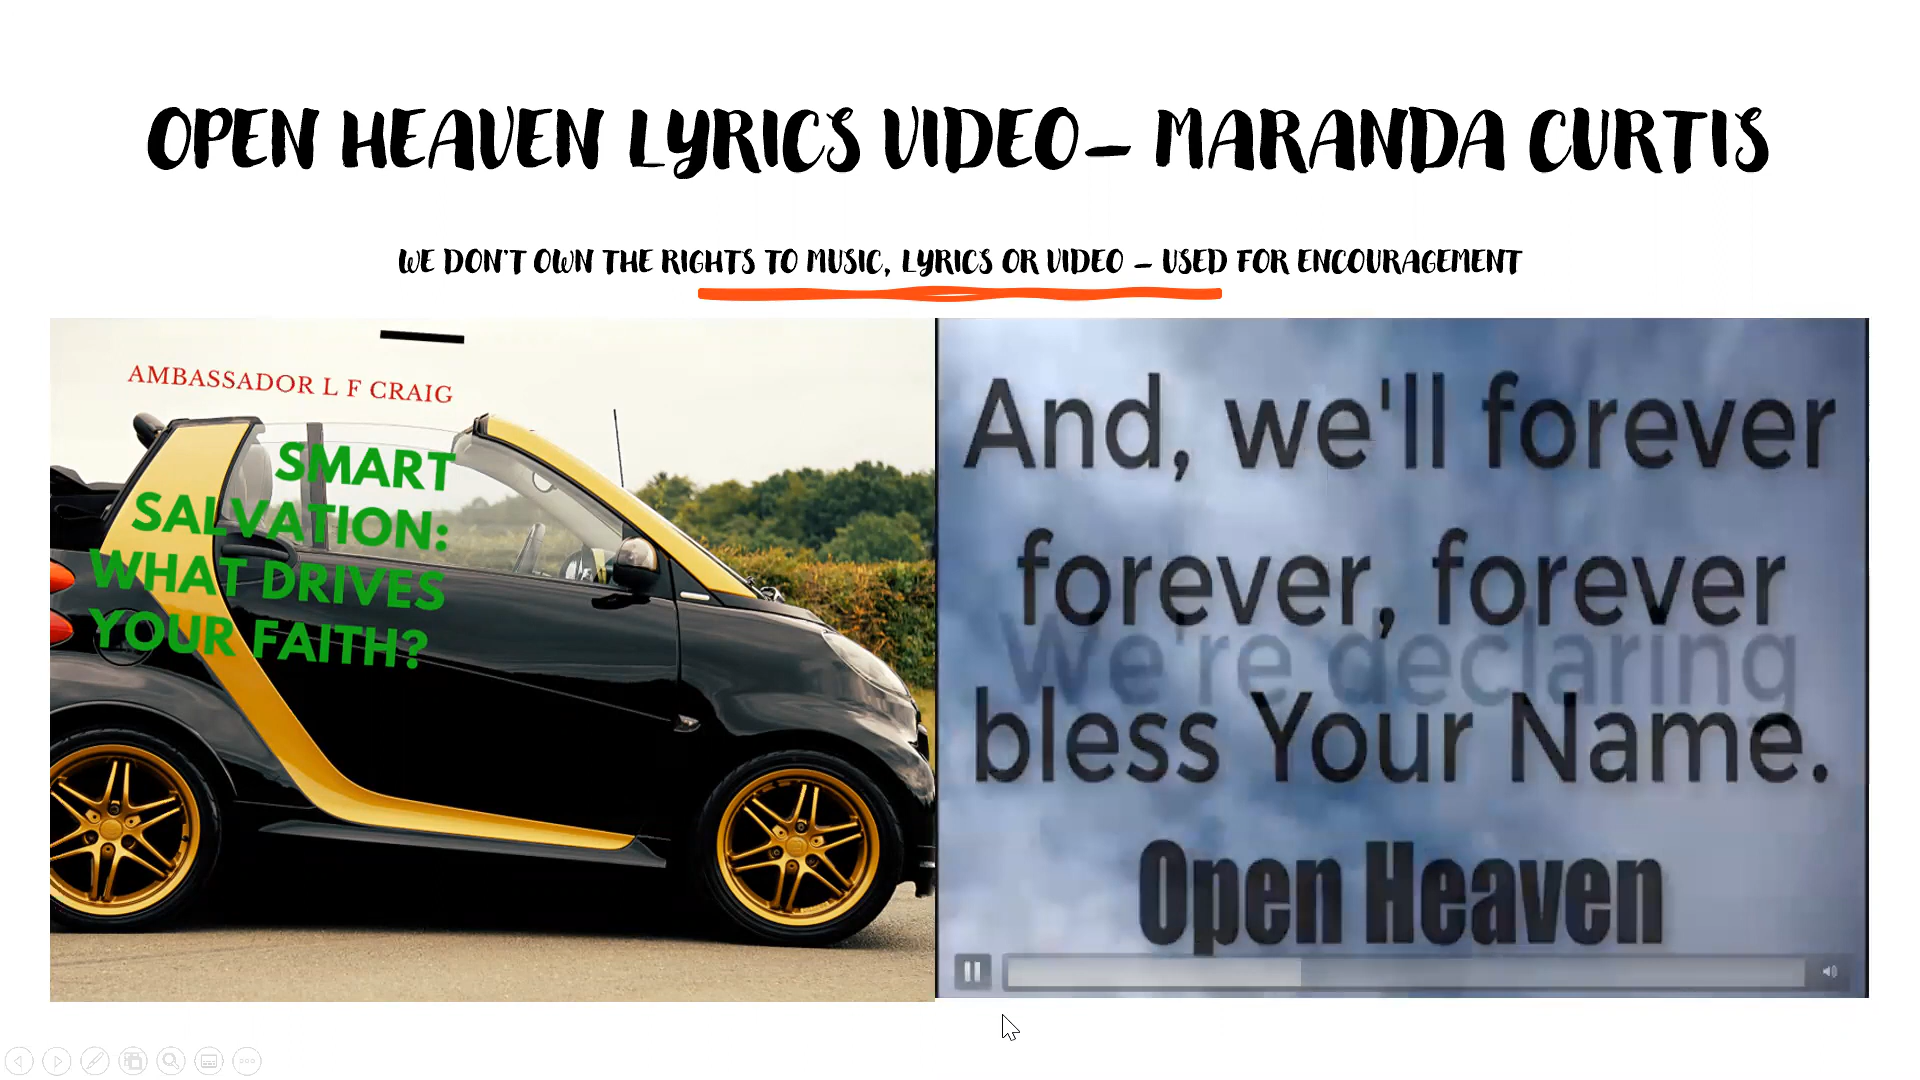 OPEN HEAVEN LYRICS VIDEO- MARANDA CURTIS
WE DON'T OWN THE RIGHTS TO MUSIC, LYRICS OR VIDEO - USED FOR ENCOURAGEMENT
AMBASSADOR L F CRAIG
SMART
SALVATION:
WHAT DRIVES
YOUR FAITH?
And, we'll forever
forever, forever
We're declaring
bless Your Name.
Open Heaven